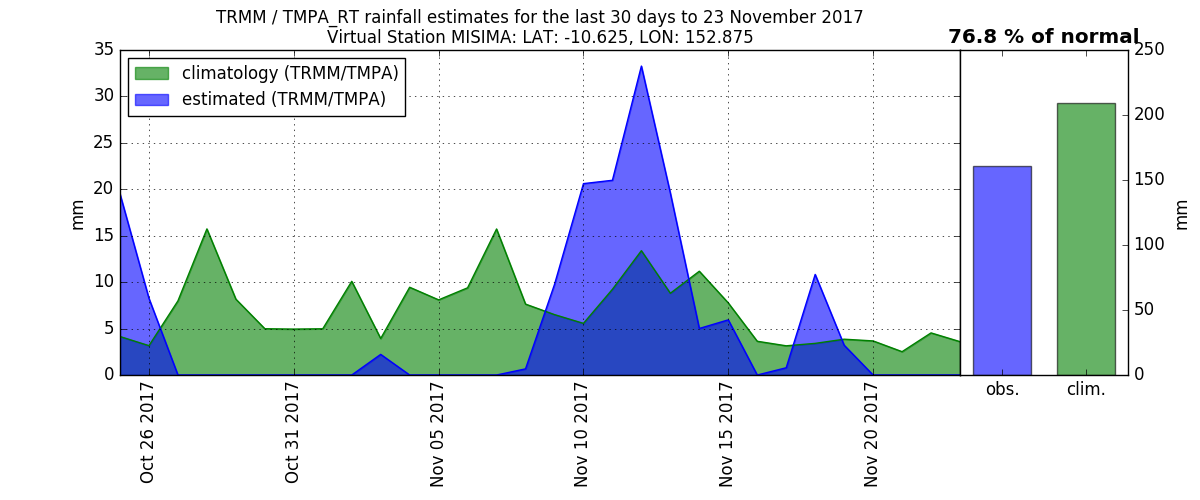 TRMM / TMPA_RT rainfall estimates for the last 30 days to 23 November 2017
Virtual Station MISIMA: LAT: -10.625, LON: 152.875
76.8 % of normal
climatology (TRMM/TMPA)
estimated (TRMM/TMPA)
35
30
25
20
15
10
5
0
mm
250
200
150
100
50
0
mm
obs.
clim.
Oct 26 2017
Oct 31 2017
Nov 05 2017
Nov 10 2017
Nov 15 2017
Nov 20 2017